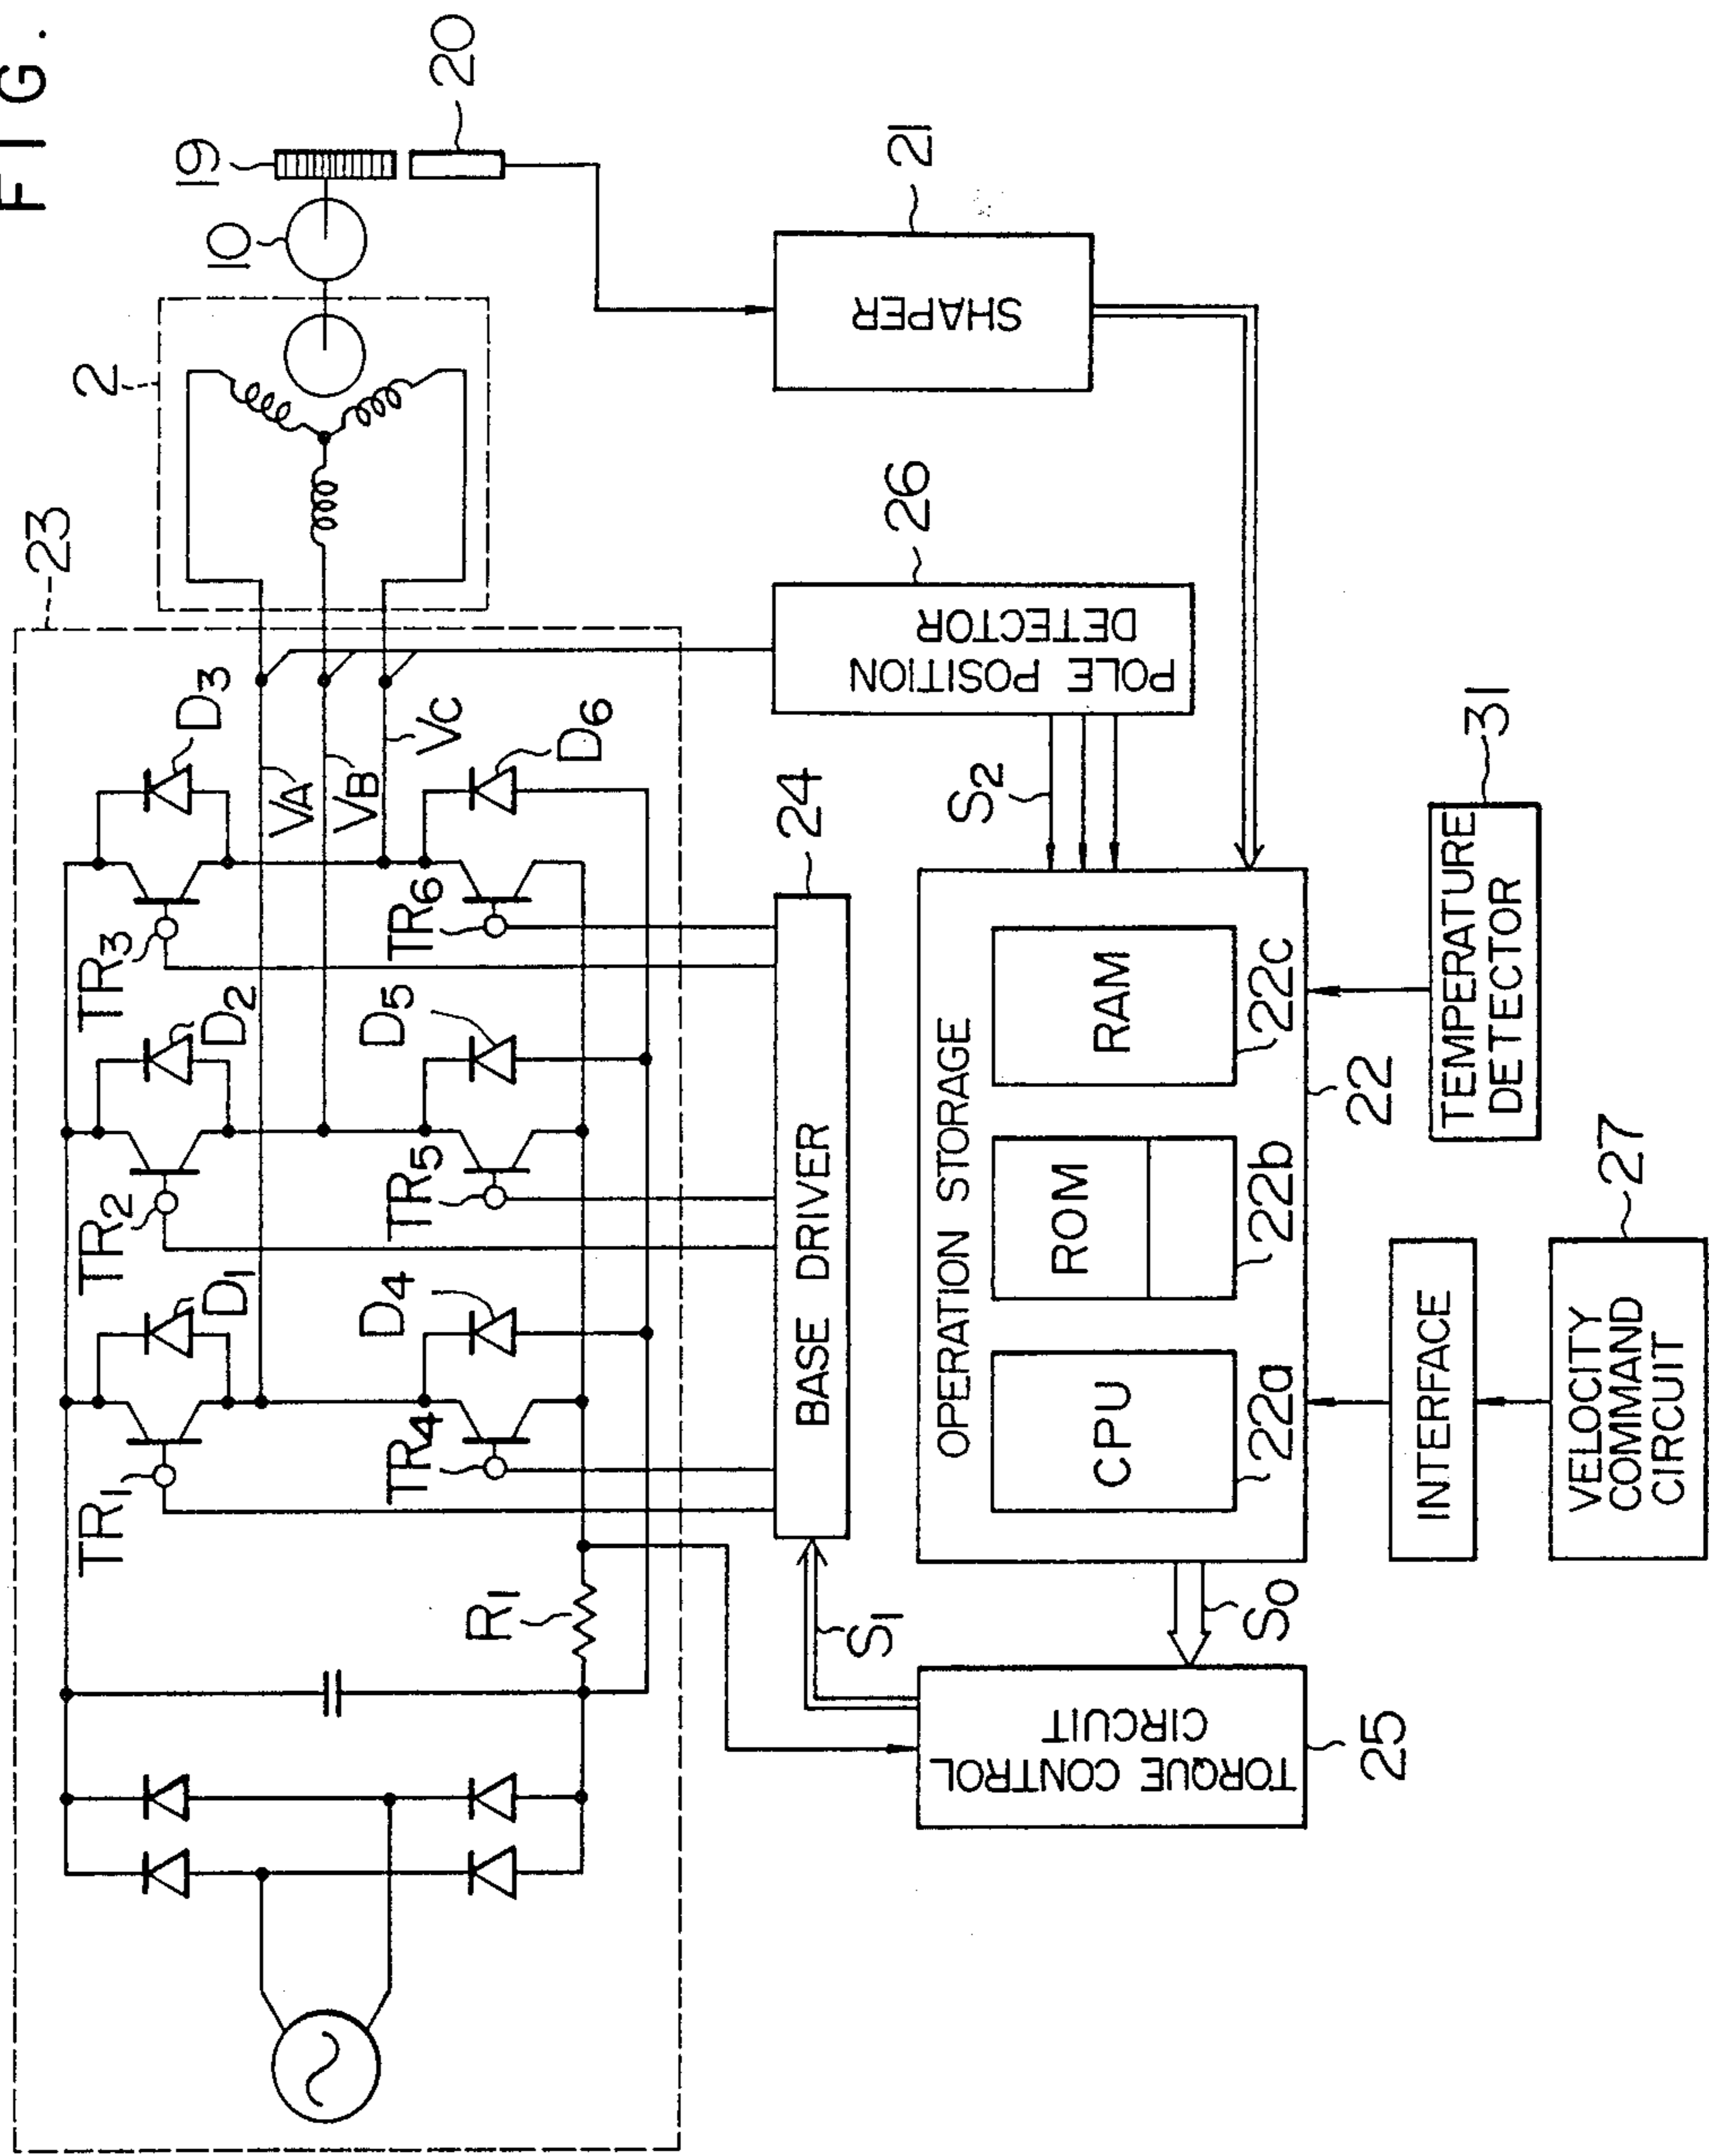 FIG.
23
2
10
19
20
TR1
D1
TR2
D2
TR3
D3
VA
VB
VC
R1
TR4
D4
TR5
D5
TR6
D6
BASE DRIVER
24
POLE POSITION
DETECTOR
26
SHAPER
21
S1
S2
TORQUE CONTROL
CIRCUIT
25
S0
OPERATION STORAGE
CPU
22a
ROM
22b
RAM
22c
22
INTERFACE
TEMPERATURE
DETECTOR
31
VELOCITY
COMMAND
CIRCUIT
27